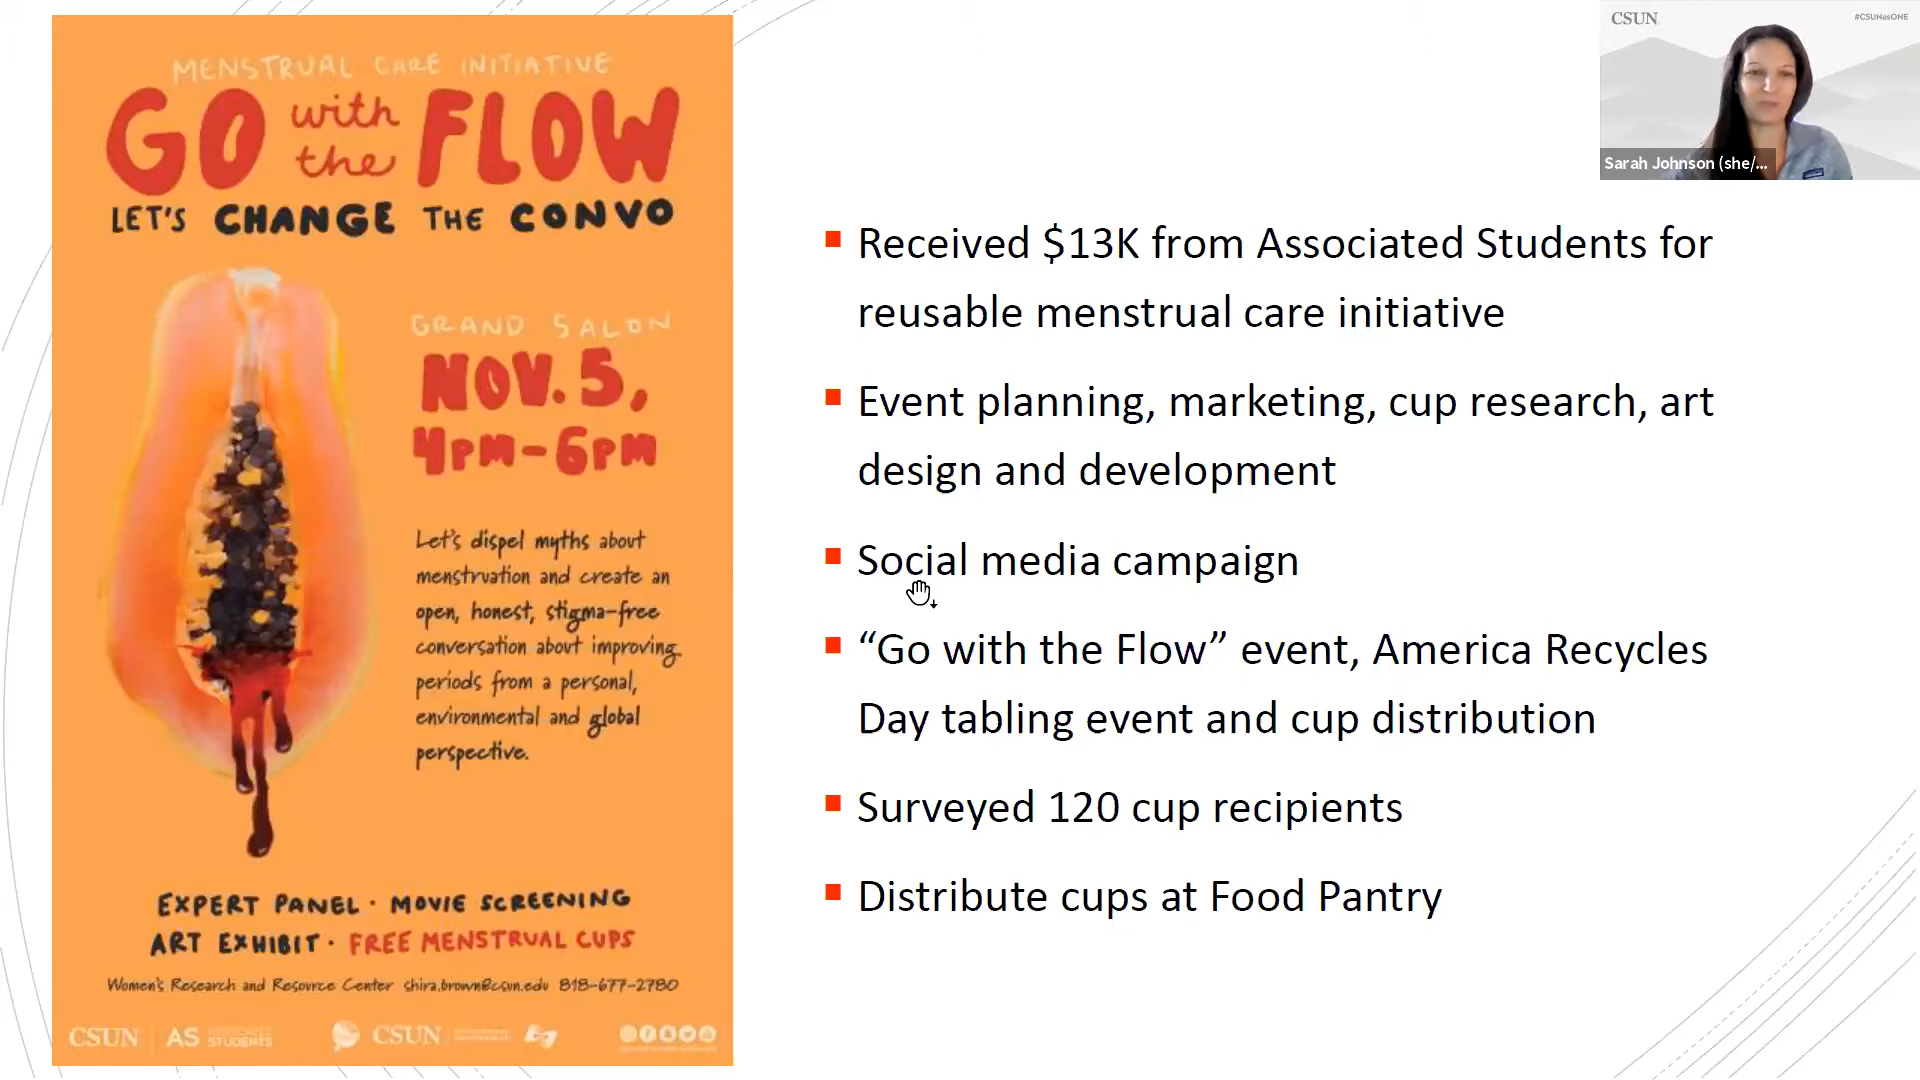 MENSTRUAL CARE INITIATIVE
GO with the FLOW
LET'S CHANGE THE CONVO
GRAND SALON
NOV. 5,
4PM-6PM
Let's dispel myths about
menstruation and create an
open, honest, stigma-free
conversation about improving
periods from a personal,
environmental and global
perspective.
EXPERT PANEL · MOVIE SCREENING
ART EXHIBIT · FREE MENSTRUAL CUPS
Women's Research and Resource Center shira.brown@csun.edu 818-677-2780
CSUN AS ASSOCIATED STUDENTS CSUN
Received $13K from Associated Students for
reusable menstrual care initiative
Event planning, marketing, cup research, art
design and development
Social media campaign
“Go with the Flow” event, America Recycles
Day tabling event and cup distribution
Surveyed 120 cup recipients
Distribute cups at Food Pantry
CSUN
#CSUNasONE
Sarah Johnson (she/...